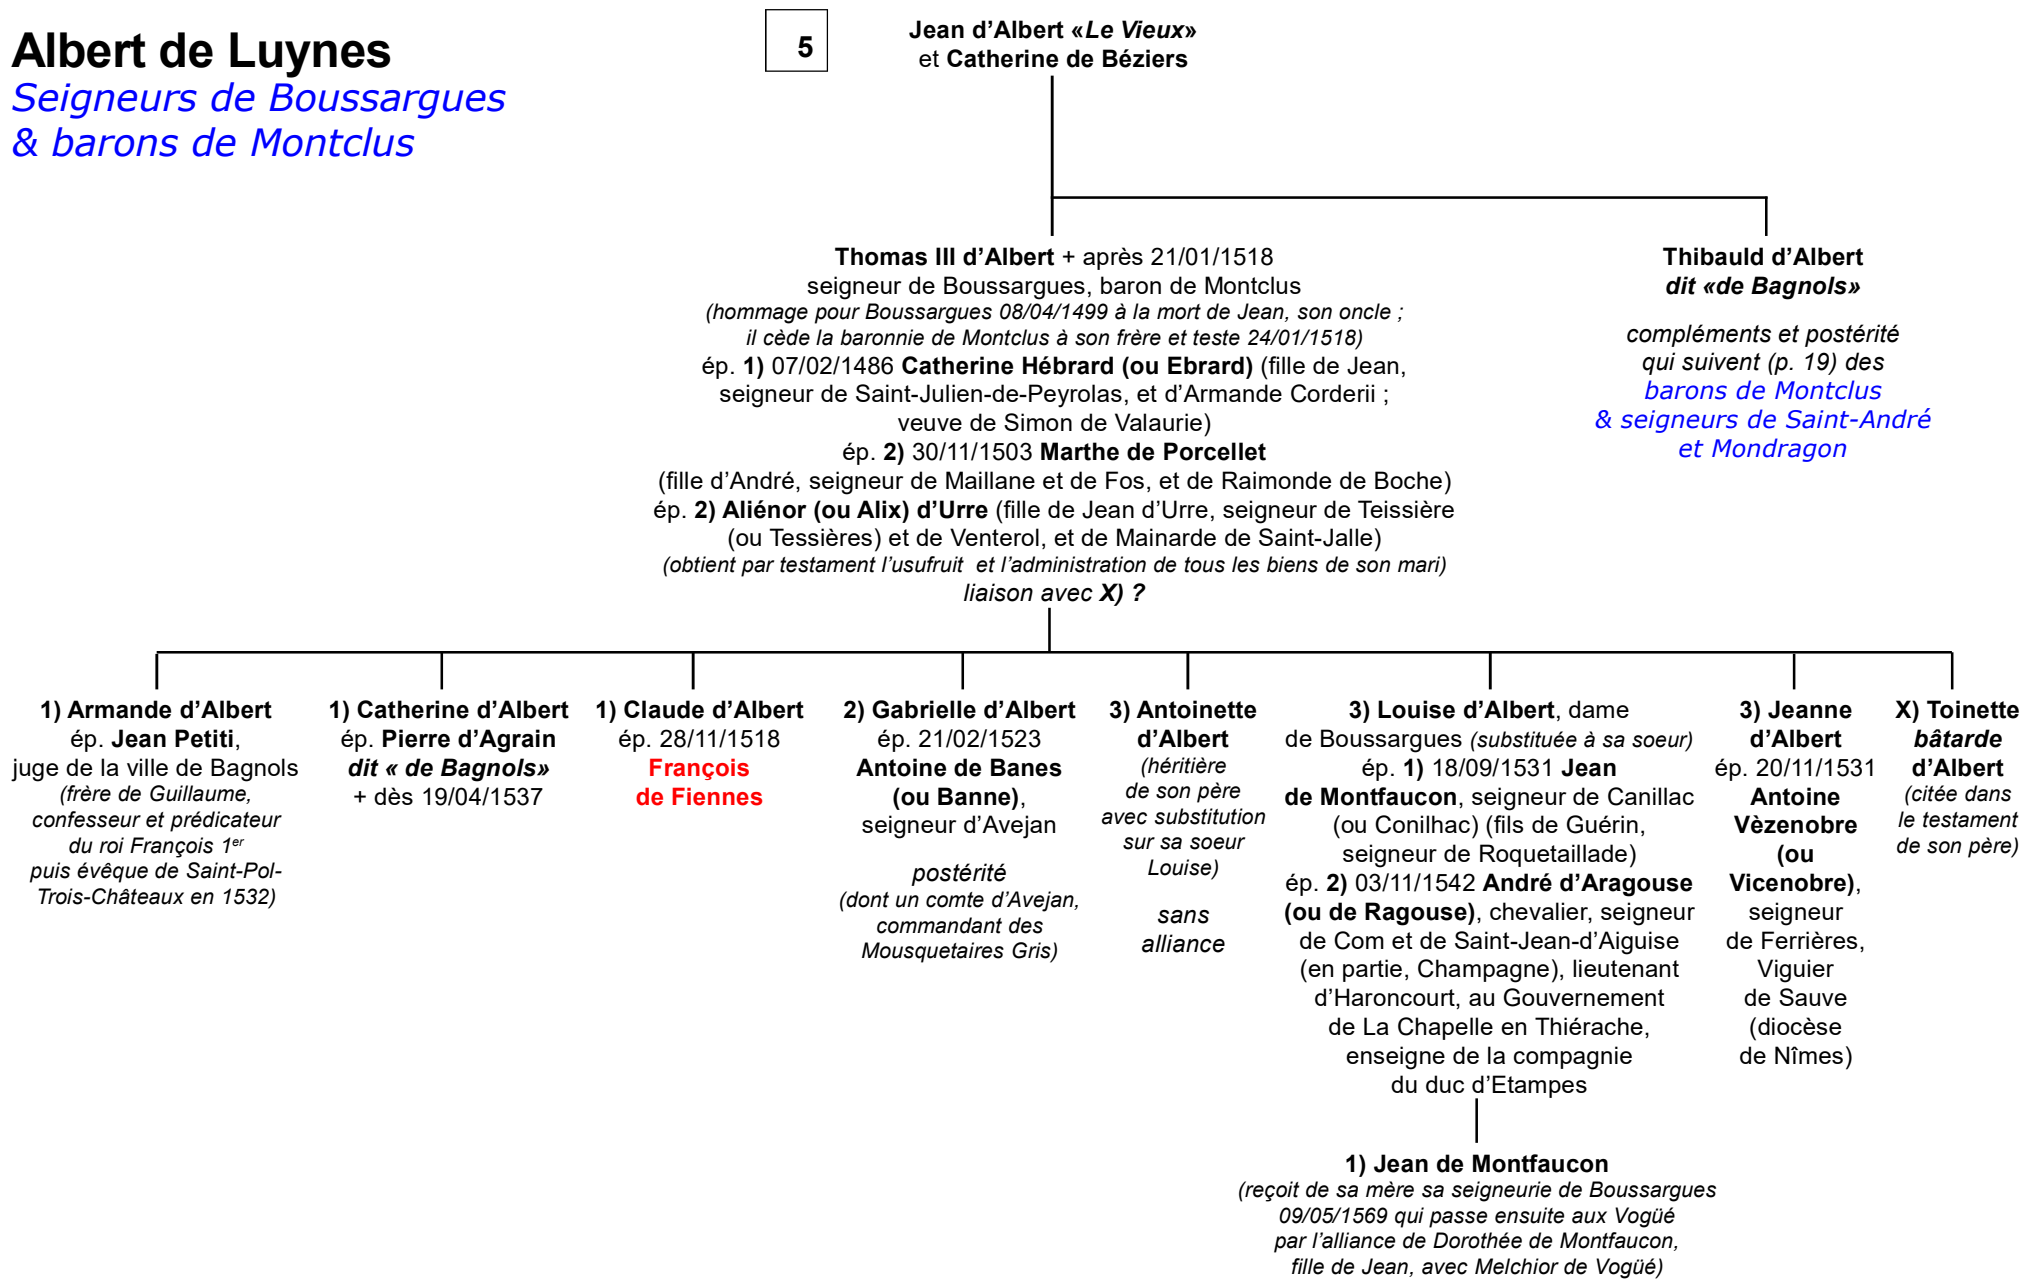 Albert de Luynes
Seigneurs de Boussargues
& barons de Montclus
5
Jean d’Albert «Le Vieux»
et Catherine de Béziers
Thomas III d’Albert + après 21/01/1518
seigneur de Boussargues, baron de Montclus
(hommage pour Boussargues 08/04/1499 à la mort de Jean, son oncle ;
il cède la baronnie de Montclus à son frère et teste 24/01/1518)
ép. 1) 07/02/1486 Catherine Hébrard (ou Ebrard) (fille de Jean,
seigneur de Saint-Julien-de-Peyrolas, et d’Armande Corderii ;
veuve de Simon de Valaurie)
ép. 2) 30/11/1503 Marthe de Porcellet
(fille d’André, seigneur de Maillane et de Fos, et de Raimonde de Boche)
ép. 2) Aliénor (ou Alix) d’Urre (fille de Jean d’Urre, seigneur de Teissière
(ou Tessières) et de Venterol, et de Mainarde de Saint-Jalle)
(obtient par testament l’usufruit et l’administration de tous les biens de son mari)
liaison avec X) ?
Thibauld d’Albert
dit «de Bagnols»
compléments et postérité
qui suivent (p. 19) des
barons de Montclus
& seigneurs de Saint-André
et Mondragon
1) Armande d’Albert
ép. Jean Petiti,
juge de la ville de Bagnols
(frère de Guillaume,
confesseur et prédicateur
du roi François 1er
puis évêque de Saint-Pol-
Trois-Châteaux en 1532)
1) Catherine d’Albert
ép. Pierre d’Agrain
dit « de Bagnols»
+ dès 19/04/1537
1) Claude d’Albert
ép. 28/11/1518
François
de Fiennes
2) Gabrielle d’Albert
ép. 21/02/1523
Antoine de Banes
(ou Banne),
seigneur d’Avejan
postérité
(dont un comte d’Avejan,
commandant des
Mousquetaires Gris)
3) Antoinette
d’Albert
(héritière
de son père
avec substitution
sur sa soeur
Louise)
sans
alliance
3) Louise d’Albert, dame
de Boussargues (substituée à sa soeur)
ép. 1) 18/09/1531 Jean
de Montfaucon, seigneur de Canillac
(ou Conilhac) (fils de Guérin,
seigneur de Roquetaillade)
ép. 2) 03/11/1542 André d’Aragouse
(ou de Ragouse), chevalier, seigneur
de Com et de Saint-Jean-d’Aiguise
(en partie, Champagne), lieutenant
d’Haroncourt, au Gouvernement
de La Chapelle en Thiérache,
enseigne de la compagnie
du duc d’Etampes
3) Jeanne
d’Albert
ép. 20/11/1531
Antoine
Vèzenobre
(ou
Vicenobre),
seigneur
de Ferrières,
Viguier
de Sauve
(diocèse
de Nîmes)
X) Toinette
bâtarde
d’Albert
(citée dans
le testament
de son père)
1) Jean de Montfaucon
(reçoit de sa mère sa seigneurie de Boussargues
09/05/1569 qui passe ensuite aux Vogüé
par l’alliance de Dorothée de Montfaucon,
fille de Jean, avec Melchior de Vogüé)